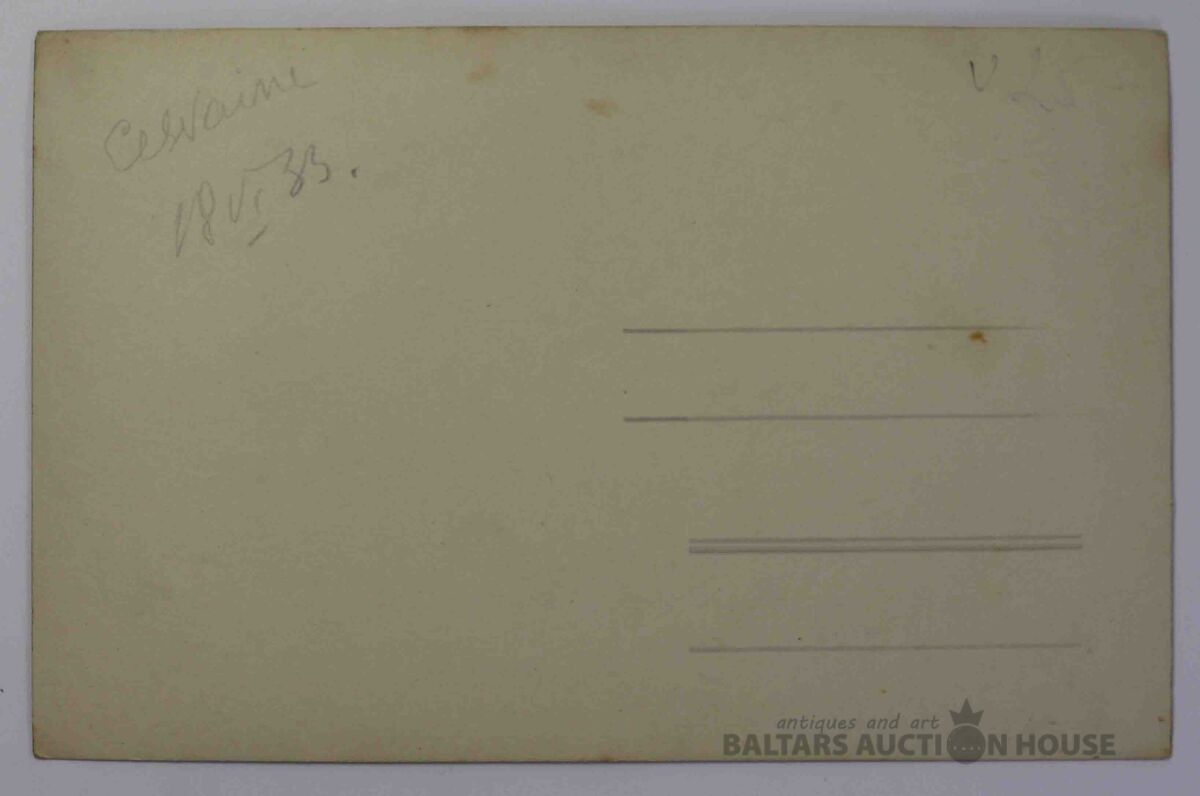 Cesvaine
18 VI 33.
antiques and art
BALTARS AUCTION HOUSE